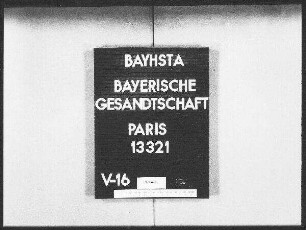 BAYHSTA
BAYERISCHE
GESANDTSCHAFT
PARIS
13321
V-16